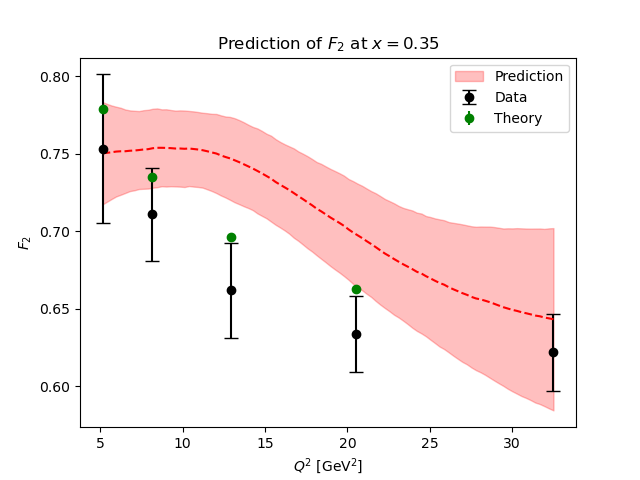 Prediction of F₂ at x = 0.35
Prediction
Data
Theory
0.80
0.75
0.70
0.65
0.60
F₂
5
10
15
20
25
30
Q² [GeV²]